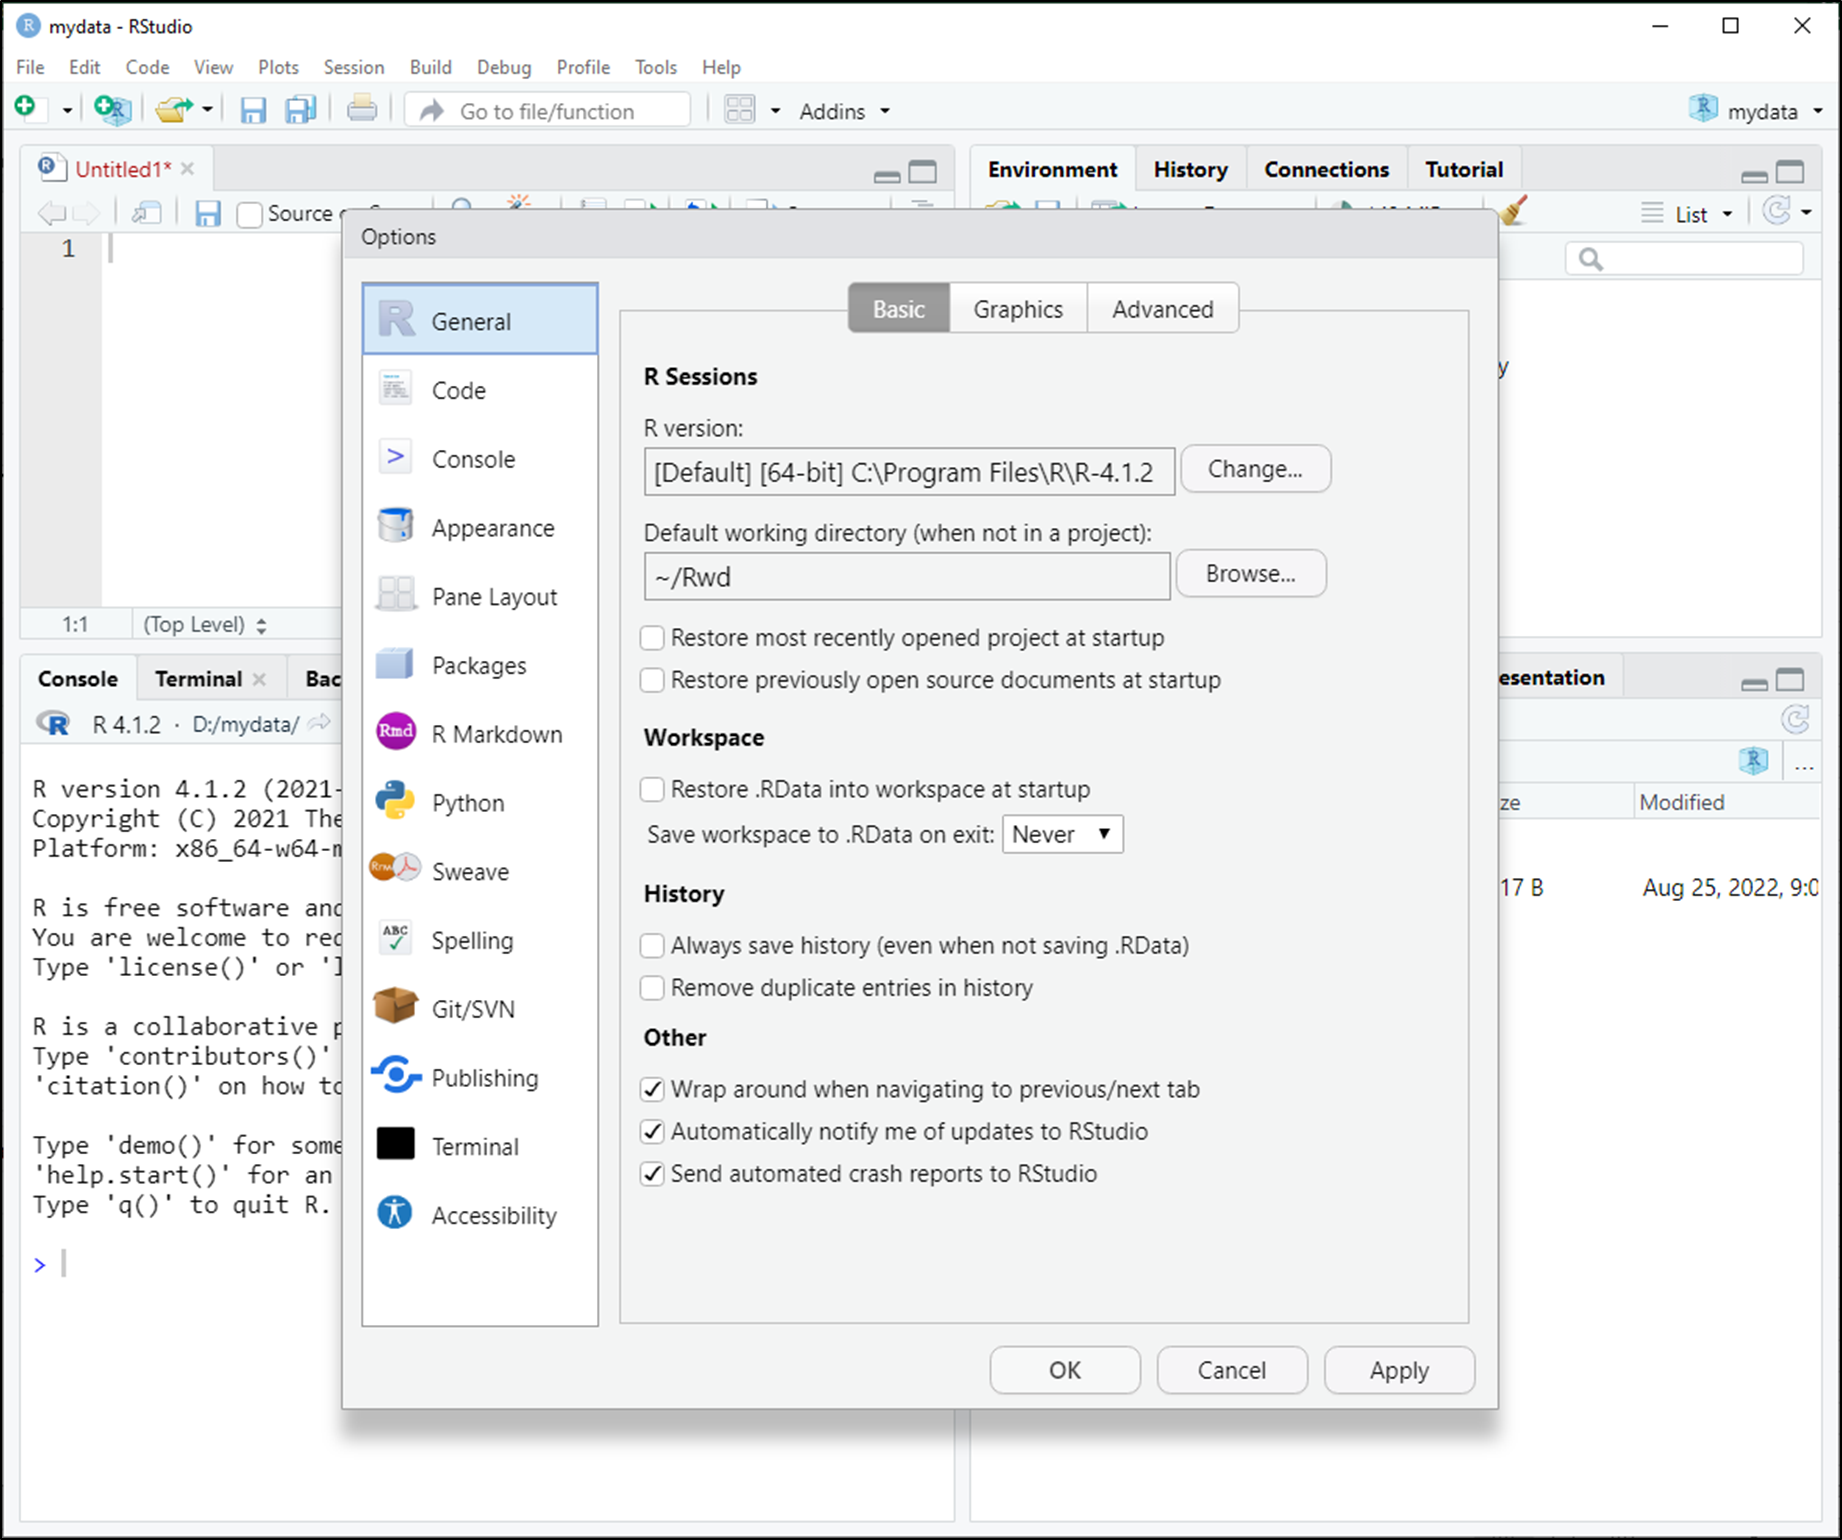 mydata - RStudio
File Edit Code View Plots Session Build Debug Profile Tools Help
Go to file/function Addins mydata
Untitled1*
Source
1
1:1 (Top Level)
Environment History Connections Tutorial
List
Console Terminal
R 4.1.2 · D:/mydata/
R version 4.1.2 (2021-
Copyright (C) 2021 The
Platform: x86_64-w64-m
R is free software and
You are welcome to red
Type 'license()' or 'l
R is a collaborative p
Type 'contributors()'
'citation()' on how to
Type 'demo()' for some
'help.start()' for an
Type 'q()' to quit R.
>
Options
General
Code
Console
Appearance
Pane Layout
Packages
Rmd R Markdown
Python
Sweave
ABC Spelling
Git/SVN
Publishing
Terminal
Accessibility
Basic Graphics Advanced
R Sessions
R version:
[Default] [64-bit] C:\Program Files\R\R-4.1.2 Change...
Default working directory (when not in a project):
~/Rwd Browse...
Restore most recently opened project at startup
Restore previously open source documents at startup
Workspace
Restore .RData into workspace at startup
Save workspace to .RData on exit: Never
History
Always save history (even when not saving .RData)
Remove duplicate entries in history
Other
Wrap around when navigating to previous/next tab
Automatically notify me of updates to RStudio
Send automated crash reports to RStudio
OK Cancel Apply
y
esentation
...
ze Modified
17 B Aug 25, 2022, 9:0